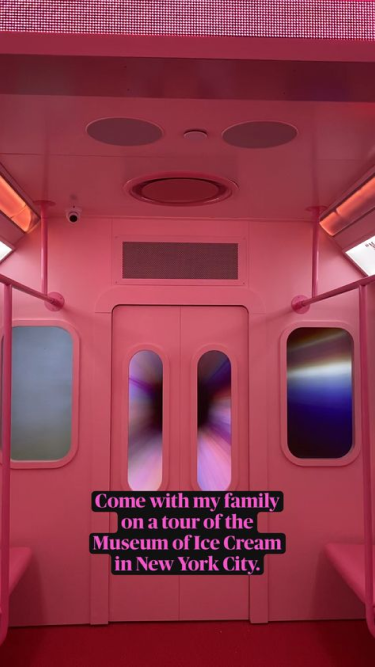 Come with my family
on a tour of the
Museum of Ice Cream
in New York City.